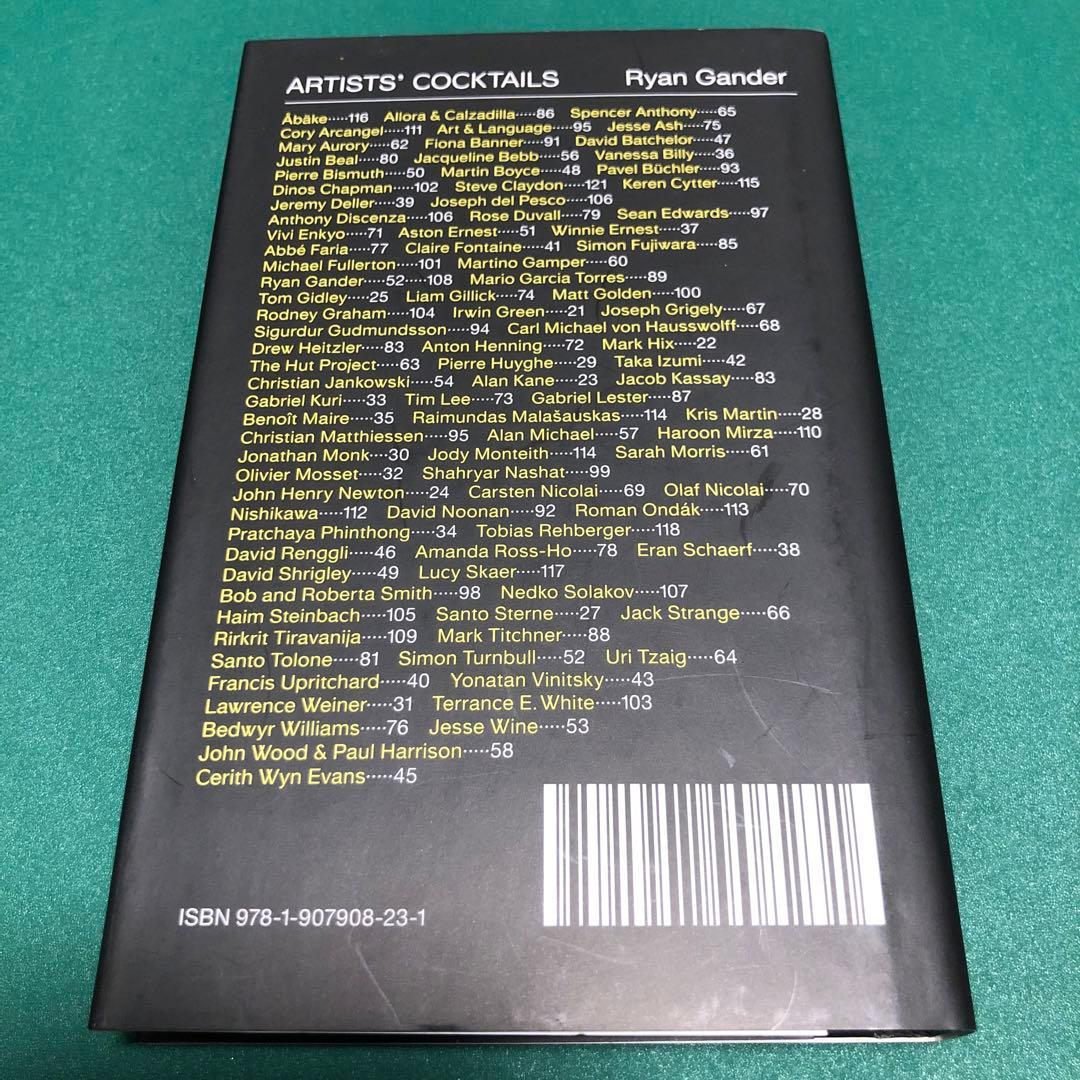 ARTISTS' COCKTAILS Ryan Gander
Åbäke·····116 Allora & Calzadilla·····86 Spencer Anthony·····65
Cory Arcangel·····111 Art & Language·····95 Jesse Ash·····75
Mary Aurory·····62 Fiona Banner·····91 David Batchelor·····47
Justin Beal·····80 Jacqueline Bebb·····56 Vanessa Billy·····36
Pierre Bismuth·····50 Martin Boyce·····48 Pavel Büchler·····93
Dinos Chapman·····102 Steve Claydon·····121 Keren Cytter·····115
Jeremy Deller·····39 Joseph del Pesco·····106
Anthony Discenza·····106 Rose Duvall·····79 Sean Edwards·····97
Vivi Enkyo·····71 Aston Ernest·····51 Winnie Ernest·····37
Abbé Faria·····77 Claire Fontaine·····41 Simon Fujiwara·····85
Michael Fullerton·····101 Martino Gamper·····60
Ryan Gander·····52·····108 Mario Garcia Torres·····89
Tom Gidley·····25 Liam Gillick·····74 Matt Golden·····100
Rodney Graham·····104 Irwin Green·····21 Joseph Grigely·····67
Sigurdur Gudmundsson·····94 Carl Michael von Hausswolff·····68
Drew Heitzler·····83 Anton Henning·····72 Mark Hix·····22
The Hut Project·····63 Pierre Huyghe·····29 Taka Izumi·····42
Christian Jankowski·····54 Alan Kane·····23 Jacob Kassay·····83
Gabriel Kuri·····33 Tim Lee·····73 Gabriel Lester·····87
Benoît Maire·····35 Raimundas Malašauskas·····114 Kris Martin·····28
Christian Matthiessen·····95 Alan Michael·····57 Haroon Mirza·····110
Jonathan Monk·····30 Jody Monteith·····114 Sarah Morris·····61
Olivier Mosset·····32 Shahryar Nashat·····99
John Henry Newton·····24 Carsten Nicolai·····69 Olaf Nicolai·····70
Nishikawa·····112 David Noonan·····92 Roman Ondák·····113
Pratchaya Phinthong·····34 Tobias Rehberger·····118
David Renggli·····46 Amanda Ross-Ho·····78 Eran Schaerf·····38
David Shrigley·····49 Lucy Skaer·····117
Bob and Roberta Smith·····98 Nedko Solakov·····107
Haim Steinbach·····105 Santo Sterne·····27 Jack Strange·····66
Rirkrit Tiravanija·····109 Mark Titchner·····88
Santo Tolone·····81 Simon Turnbull·····52 Uri Tzaig·····64
Francis Upritchard·····40 Yonatan Vinitsky·····43
Lawrence Weiner·····31 Terrance E. White·····103
Bedwyr Williams·····76 Jesse Wine·····53
John Wood & Paul Harrison·····58
Cerith Wyn Evans·····45
ISBN 978-1-907908-23-1